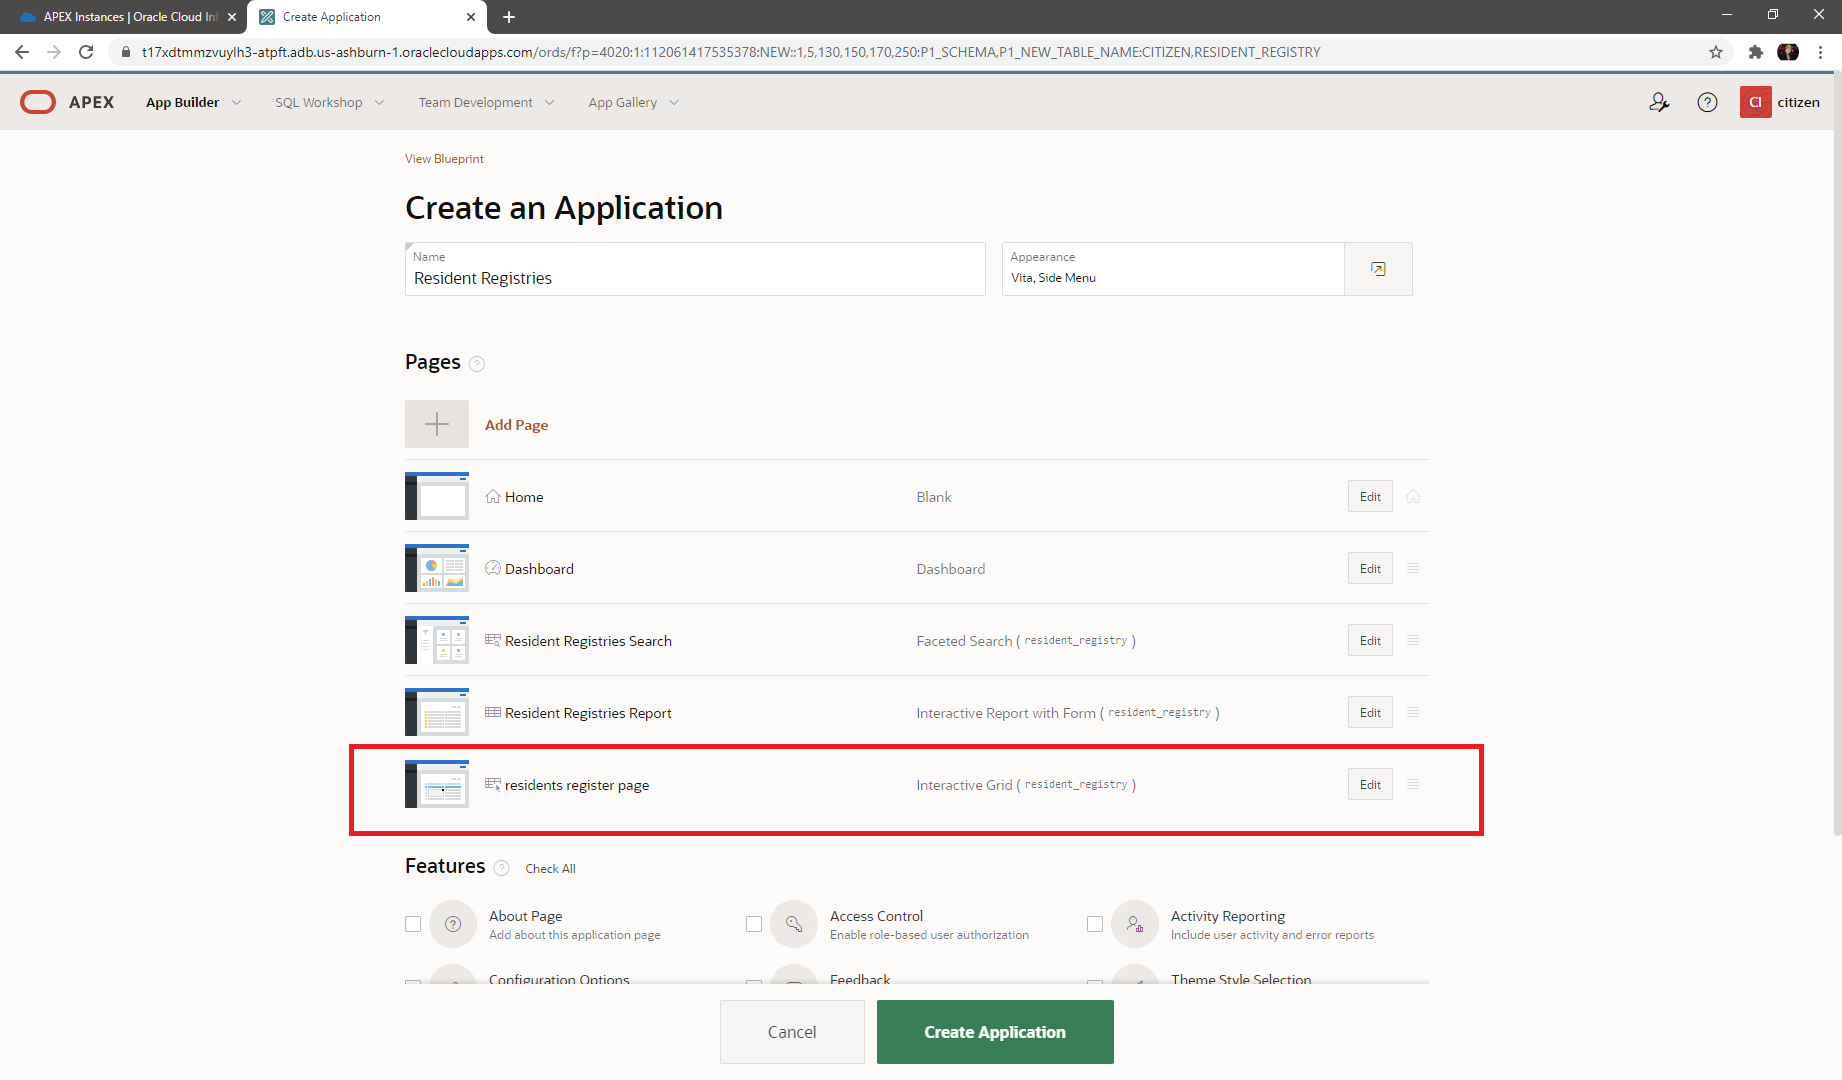 APEX Instances | Oracle Cloud Inf
Create Application
t17xdtmmzvuylh3-atpft.adb.us-ashburn-1.oraclecloudapps.com/ords/f?p=4020:1:112061417535378:NEW::1,5,130,150,170,250:P1_SCHEMA,P1_NEW_TABLE_NAME:CITIZEN,RESIDENT_REGISTRY
APEX App Builder SQL Workshop Team Development App Gallery CI citizen
View Blueprint
Create an Application
Name
Resident Registries
Appearance
Vita, Side Menu
Pages
Add Page
Home Blank Edit
Dashboard Dashboard Edit
Resident Registries Search Faceted Search ( resident_registry ) Edit
Resident Registries Report Interactive Report with Form ( resident_registry ) Edit
residents register page Interactive Grid ( resident_registry ) Edit
Features Check All
About Page
Add about this application page
Access Control
Enable role-based user authorization
Activity Reporting
Include user activity and error reports
Configuration Options Feedback Theme Style Selection
Cancel Create Application